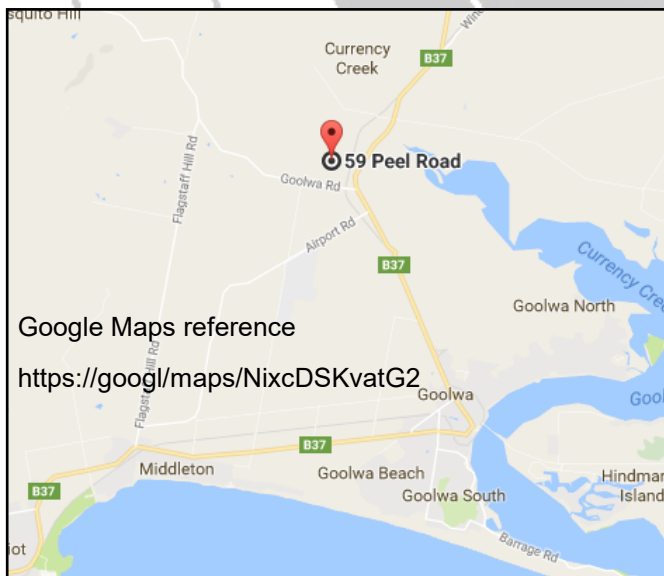 squito Hill
Currency
Creek
Wind
B37
59 Peel Road
Goolwa Rd
Flagstaff Hill Rd
Airport Rd
B37
Currency Cree
Goolwa North
Google Maps reference
https://googl/maps/NixcDSKvatG2
Flagstaff Hill Rd
Goolwa
Gool
B37
Middleton
Goolwa Beach
Hindmar
Island
B37
Goolwa South
iot
Barrage Rd